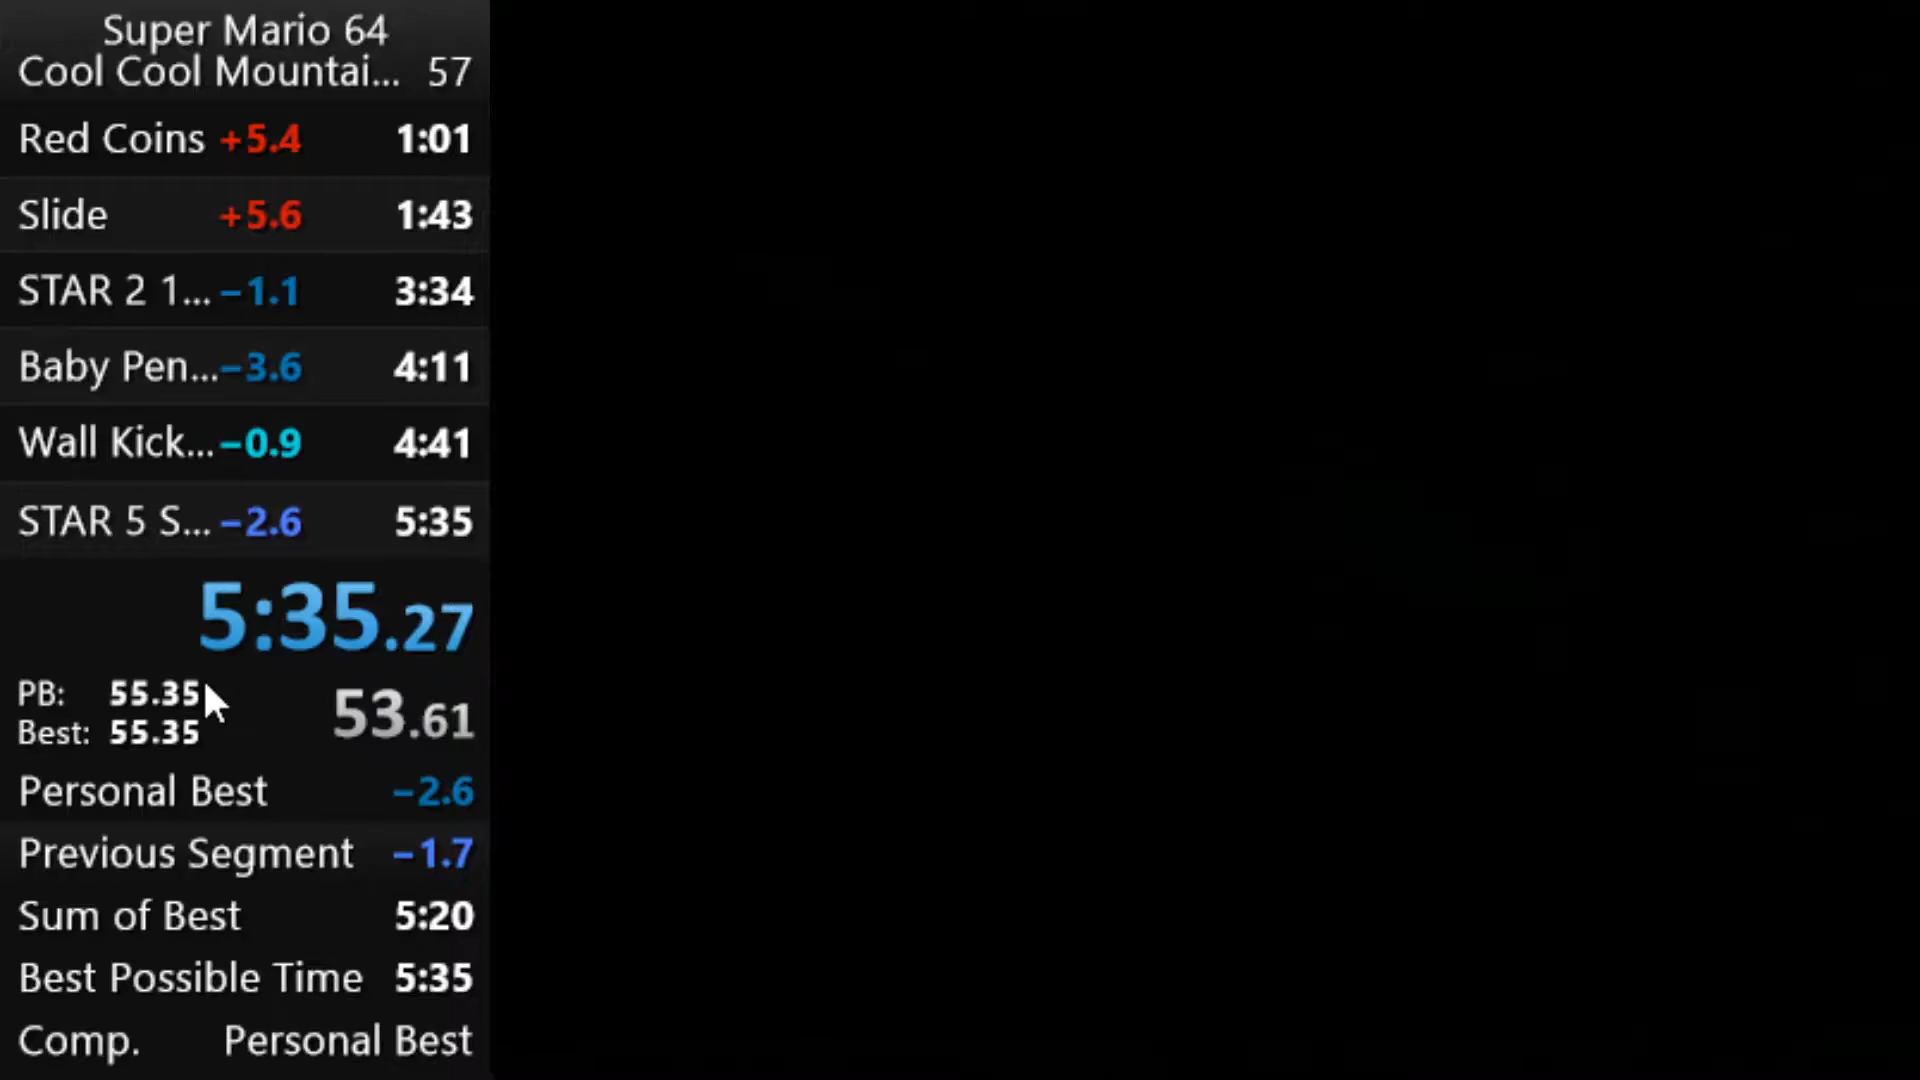 Super Mario 64
Cool Cool Mountai... 57
Red Coins +5.4 1:01
Slide +5.6 1:43
STAR 2 1... −1.1 3:34
Baby Pen... −3.6 4:11
Wall Kick... −0.9 4:41
STAR 5 S... −2.6 5:35
5:35.27
PB: 55.35 53.61
Best: 55.35
Personal Best −2.6
Previous Segment −1.7
Sum of Best 5:20
Best Possible Time 5:35
Comp. Personal Best